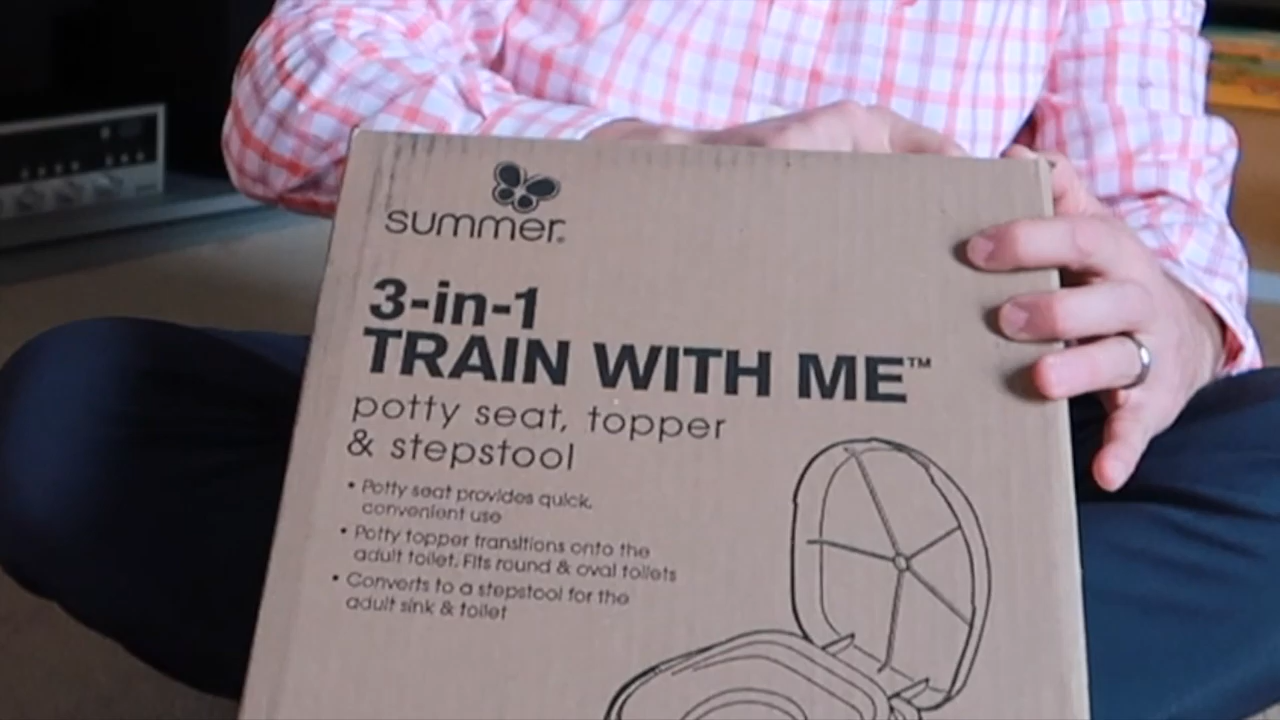 summer®
3-in-1
TRAIN WITH ME™
potty seat, topper
& stepstool
• Potty seat provides quick,
convenient use
• Potty topper transitions onto the
adult toilet. Fits round & oval toilets
• Converts to a stepstool for the
adult sink & toilet